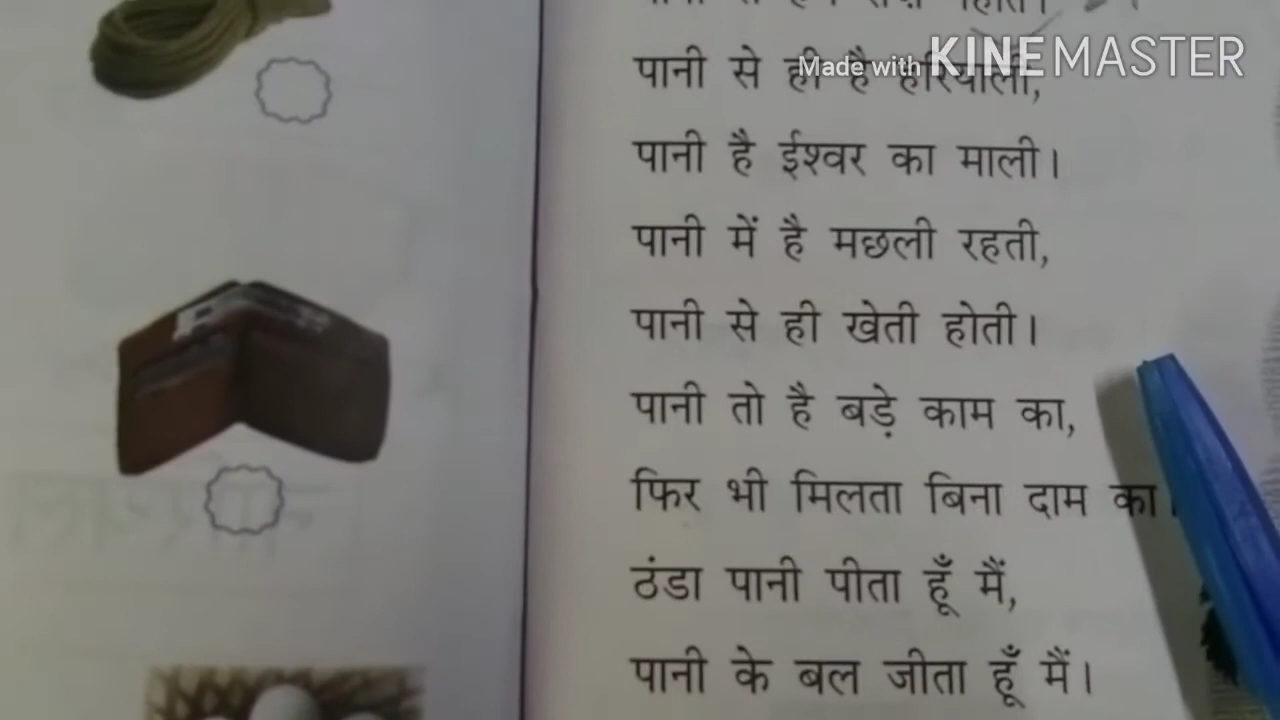 पानी से ही है हरियाली,
पानी है ईश्वर का माली।
पानी में है मछली रहती,
पानी से ही खेती होती।
पानी तो है बड़े काम का,
फिर भी मिलता बिना दाम का।
ठंडा पानी पीता हूँ मैं,
पानी के बल जीता हूँ मैं।
Made with KINEMASTER